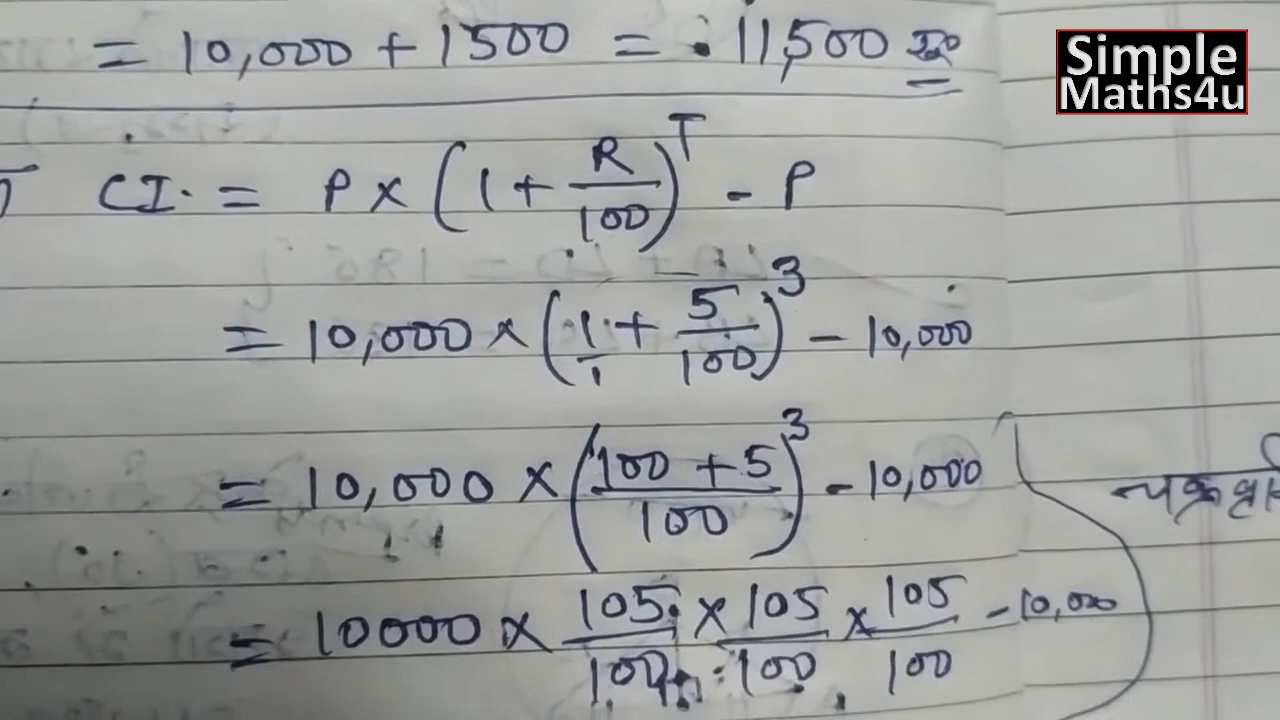 = 10,000 + 1500 = 11,500 रु०
Simple
Maths4u
CI. = P × (1 + R/100)^T - P
= 10,000 × (1/1 + 5/100)^3 - 10,000
= 10,000 × (100 + 5/100)^3 - 10,000
= 10000 × 105/100 × 105/100 × 105/100 - 10,000